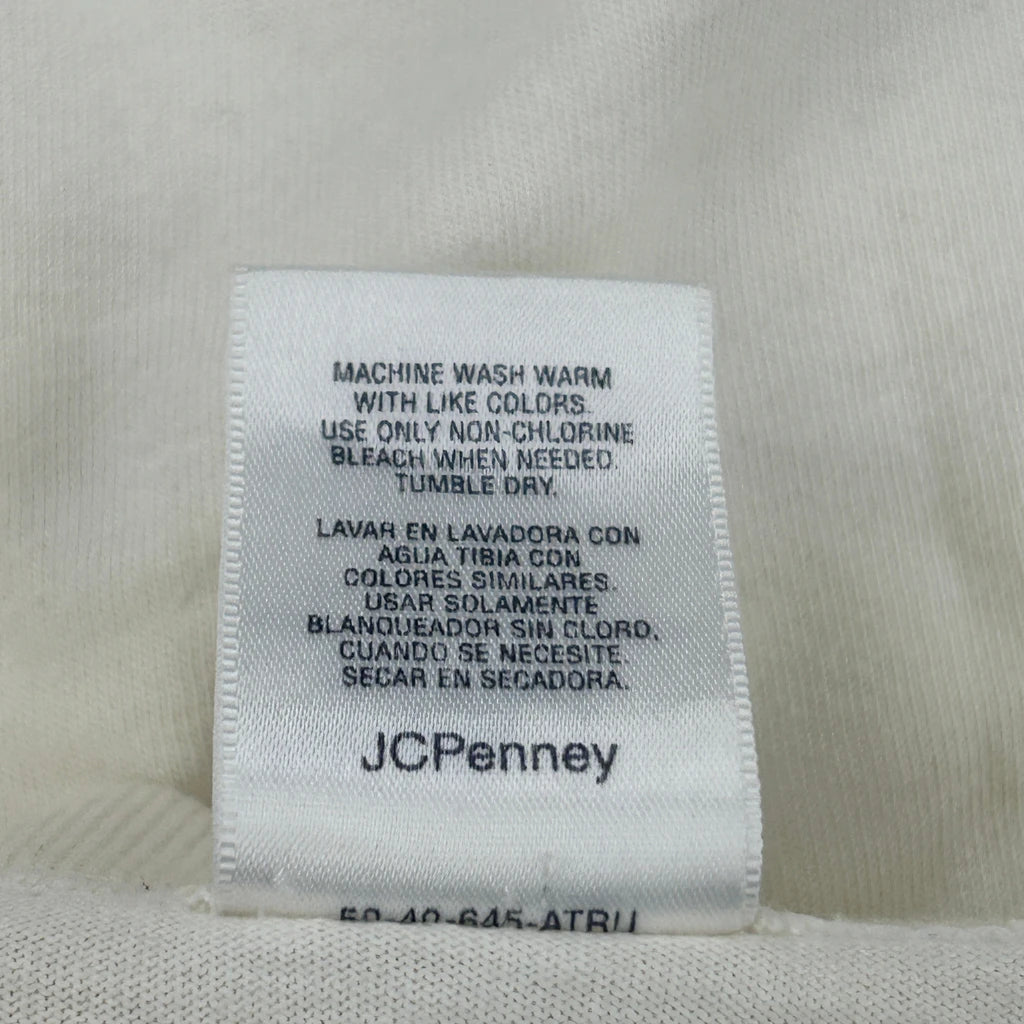 MACHINE WASH WARM
WITH LIKE COLORS.
USE ONLY NON-CHLORINE
BLEACH WHEN NEEDED.
TUMBLE DRY.
LAVAR EN LAVADORA CON
AGUA TIBIA CON
COLORES SIMILARES.
USAR SOLAMENTE
BLANQUEADOR SIN CLORO,
CUANDO SE NECESITE.
SECAR EN SECADORA.
JCPenney